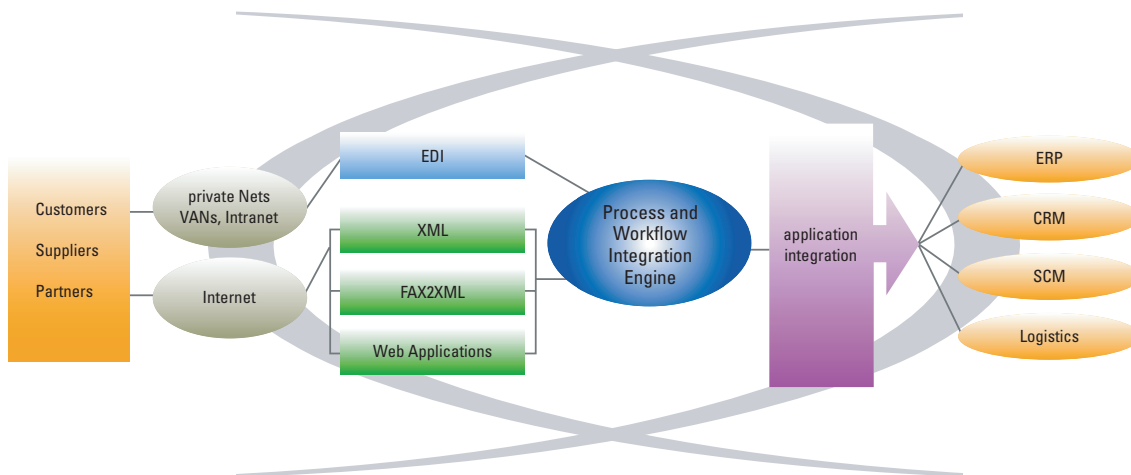 Customers
Suppliers
Partners
private Nets
VANs, Intranet
Internet
EDI
XML
FAX2XML
Web Applications
Process and
Workflow
Integration
Engine
application
integration
ERP
CRM
SCM
Logistics